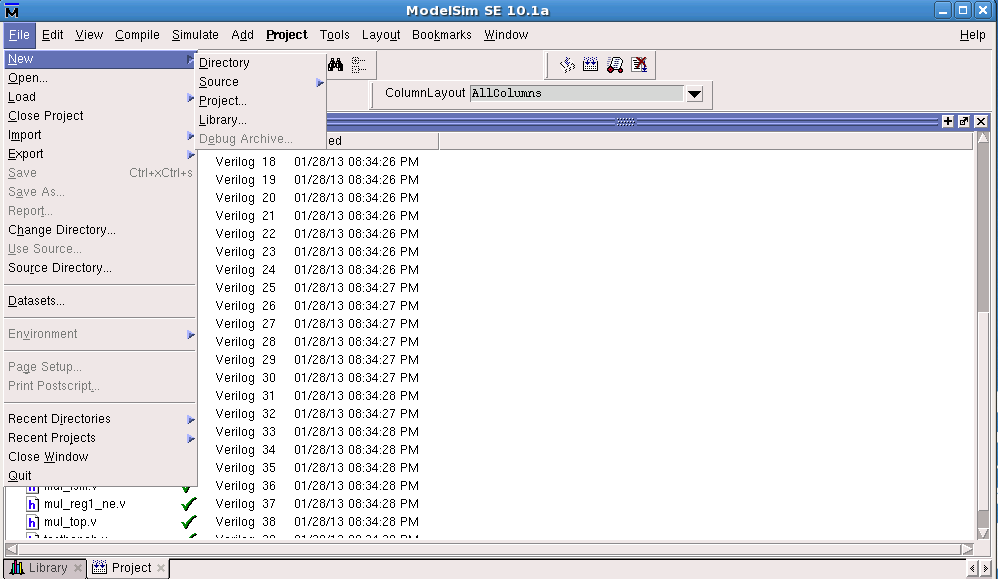 ModelSim SE 10.1a
File Edit View Compile Simulate Add Project Tools Layout Bookmarks Window Help
New
Open...
Load
Close Project
Import
Export
Save Ctrl+xCtrl+s
Save As...
Report...
Change Directory...
Use Source...
Source Directory...
Datasets...
Environment
Page Setup...
Print Postscript...
Recent Directories
Recent Projects
Close Window
Quit
Directory
Source
Project...
Library...
Debug Archive...
ColumnLayout AllColumns
ed
Verilog 18 01/28/13 08:34:26 PM
Verilog 19 01/28/13 08:34:26 PM
Verilog 20 01/28/13 08:34:26 PM
Verilog 21 01/28/13 08:34:26 PM
Verilog 22 01/28/13 08:34:26 PM
Verilog 23 01/28/13 08:34:26 PM
Verilog 24 01/28/13 08:34:26 PM
Verilog 25 01/28/13 08:34:27 PM
Verilog 26 01/28/13 08:34:27 PM
Verilog 27 01/28/13 08:34:27 PM
Verilog 28 01/28/13 08:34:27 PM
Verilog 29 01/28/13 08:34:27 PM
Verilog 30 01/28/13 08:34:27 PM
Verilog 31 01/28/13 08:34:28 PM
Verilog 32 01/28/13 08:34:27 PM
Verilog 33 01/28/13 08:34:28 PM
Verilog 34 01/28/13 08:34:28 PM
Verilog 35 01/28/13 08:34:28 PM
Verilog 36 01/28/13 08:34:28 PM
mul_reg1_ne.v Verilog 37 01/28/13 08:34:28 PM
mul_top.v Verilog 38 01/28/13 08:34:28 PM
Library Project